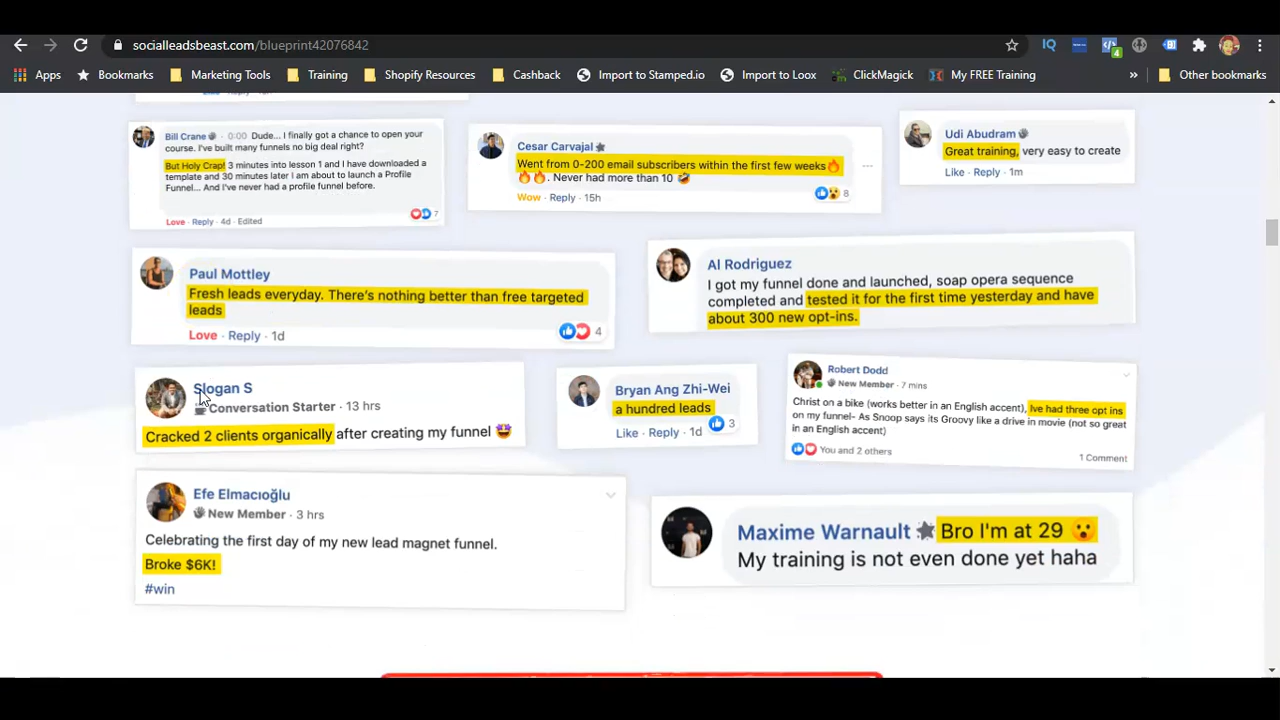 socialleadsbeast.com/blueprint42076842
IQ
4
Apps
Bookmarks
Marketing Tools
Training
Shopify Resources
Cashback
Import to Stamped.io
Import to Loox
ClickMagick
My FREE Training
»
Other bookmarks
Bill Crane 0:00 Dude... I finally got a chance to open your
course. I've built many funnels no big deal right?
But Holy Crap! 3 minutes into lesson 1 and I have downloaded a
template and 30 minutes later I am about to launch a Profile
Funnel... And I've never had a profile funnel before.
Love · Reply · 4d · Edited
7
Cesar Carvajal
Went from 0-200 email subscribers within the first few weeks🔥
🔥🔥. Never had more than 10 🤣
Wow · Reply · 15h
8
Udi Abudram
Great training, very easy to create
Like · Reply · 1m
Paul Mottley
Fresh leads everyday. There's nothing better than free targeted
leads
Love · Reply · 1d
4
Al Rodriguez
I got my funnel done and launched, soap opera sequence
completed and tested it for the first time yesterday and have
about 300 new opt-ins.
Slogan S
Conversation Starter · 13 hrs
Cracked 2 clients organically after creating my funnel 🤩
Bryan Ang Zhi-Wei
a hundred leads
Like · Reply · 1d
3
Robert Dodd
New Member · 7 mins
Christ on a bike (works better in an English accent), Ive had three opt ins
on my funnel- As Snoop says its Groovy like a drive in movie (not so great
in an English accent)
You and 2 others
1 Comment
Efe Elmacıoğlu
New Member · 3 hrs
Celebrating the first day of my new lead magnet funnel.
Broke $6K!
#win
Maxime Warnault Bro I'm at 29 😮
My training is not even done yet haha